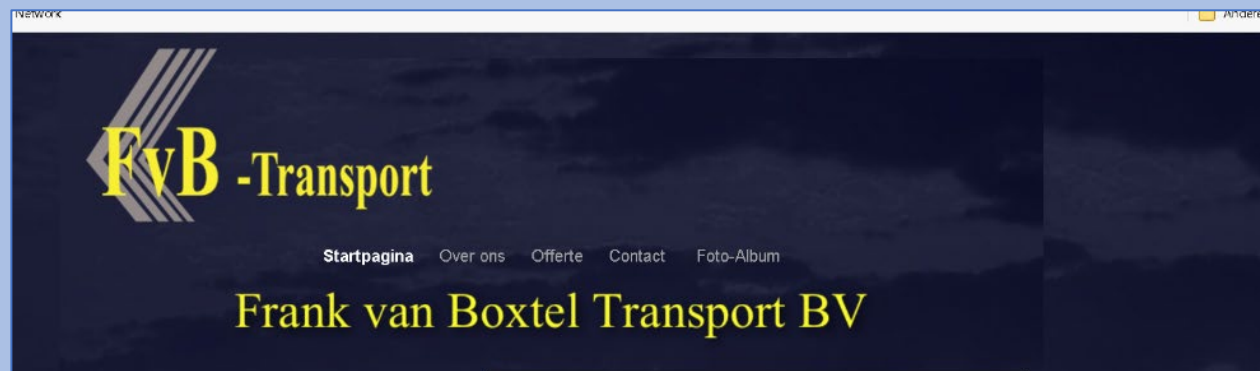 Network
Andere
FvB -Transport
Startpagina Over ons Offerte Contact Foto-Album
Frank van Boxtel Transport BV